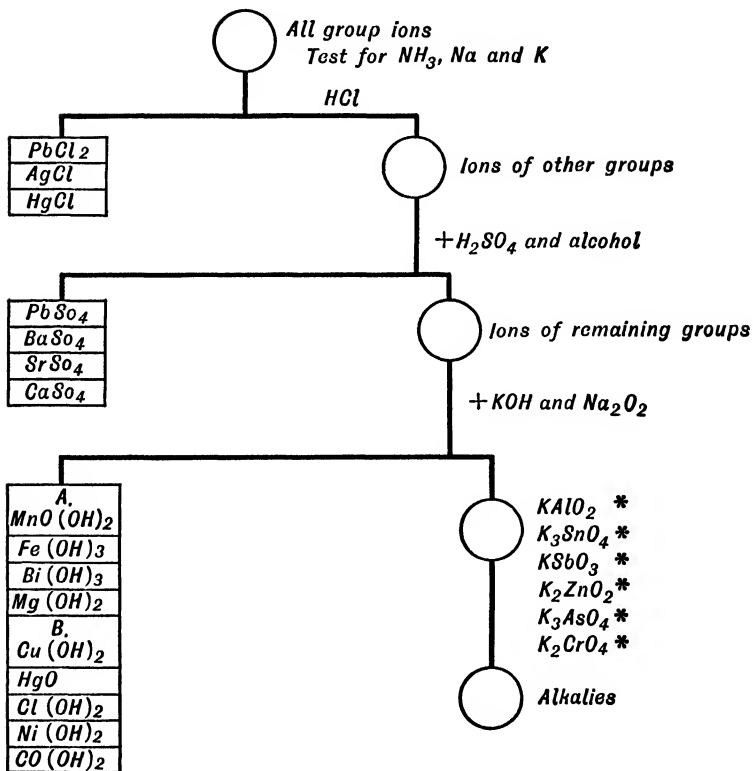 All group ions
Test for NH₃, Na and K
HCl
PbCl₂
AgCl
HgCl
Ions of other groups
+H₂SO₄ and alcohol
PbSo₄
BaSo₄
SrSo₄
CaSo₄
Ions of remaining groups
+KOH and Na₂O₂
A.
MnO(OH)₂
Fe(OH)₃
Bi(OH)₃
Mg(OH)₂
B.
Cu(OH)₂
HgO
Cl(OH)₂
Ni(OH)₂
CO(OH)₂
KAlO₂ *
K₃SnO₄ *
KSbO₃ *
K₂ZnO₂ *
K₃AsO₄ *
K₂CrO₄ *
Alkalies